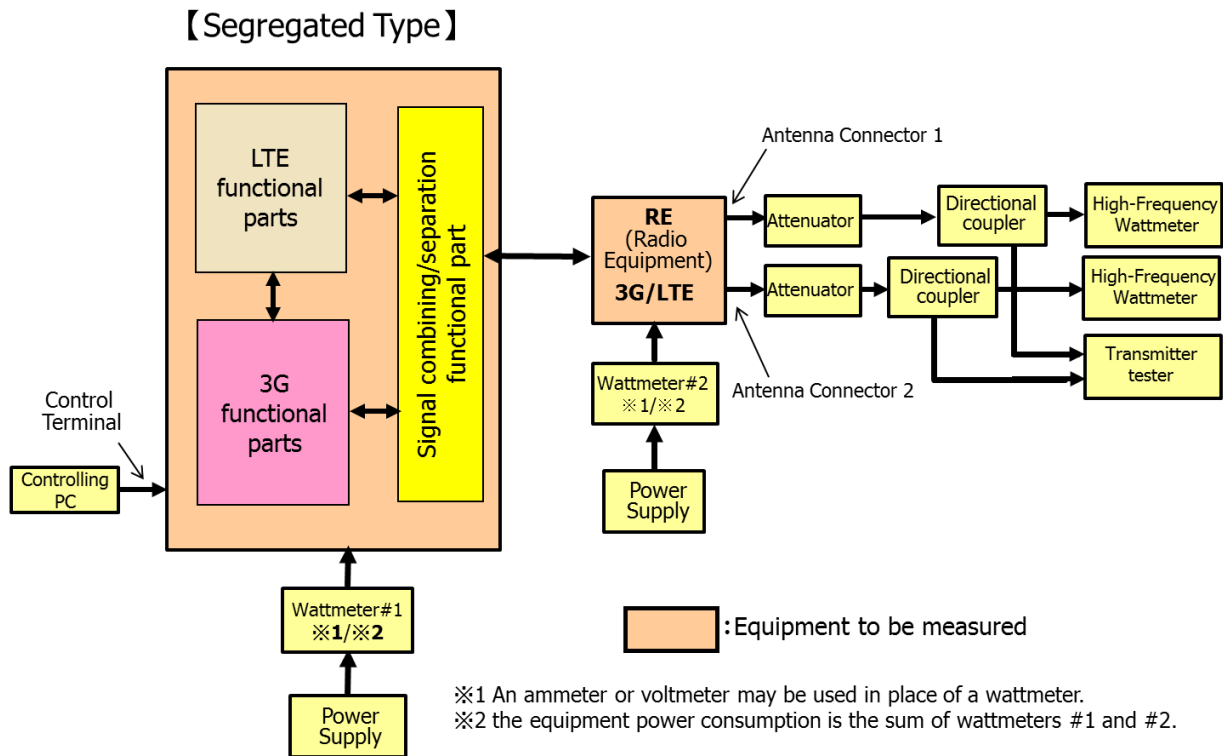 【Segregated Type】
LTE
functional
parts
3G
functional
parts
Signal combining/separation
functional part
Control
Terminal
Controlling
PC
Wattmeter#1
※1/※2
Power
Supply
RE
(Radio
Equipment)
3G/LTE
Antenna Connector 1
Antenna Connector 2
Wattmeter#2
※1/※2
Power
Supply
Attenuator
Directional
coupler
High-Frequency
Wattmeter
Attenuator
Directional
coupler
High-Frequency
Wattmeter
Transmitter
tester
:Equipment to be measured
※1 An ammeter or voltmeter may be used in place of a wattmeter.
※2 the equipment power consumption is the sum of wattmeters #1 and #2.